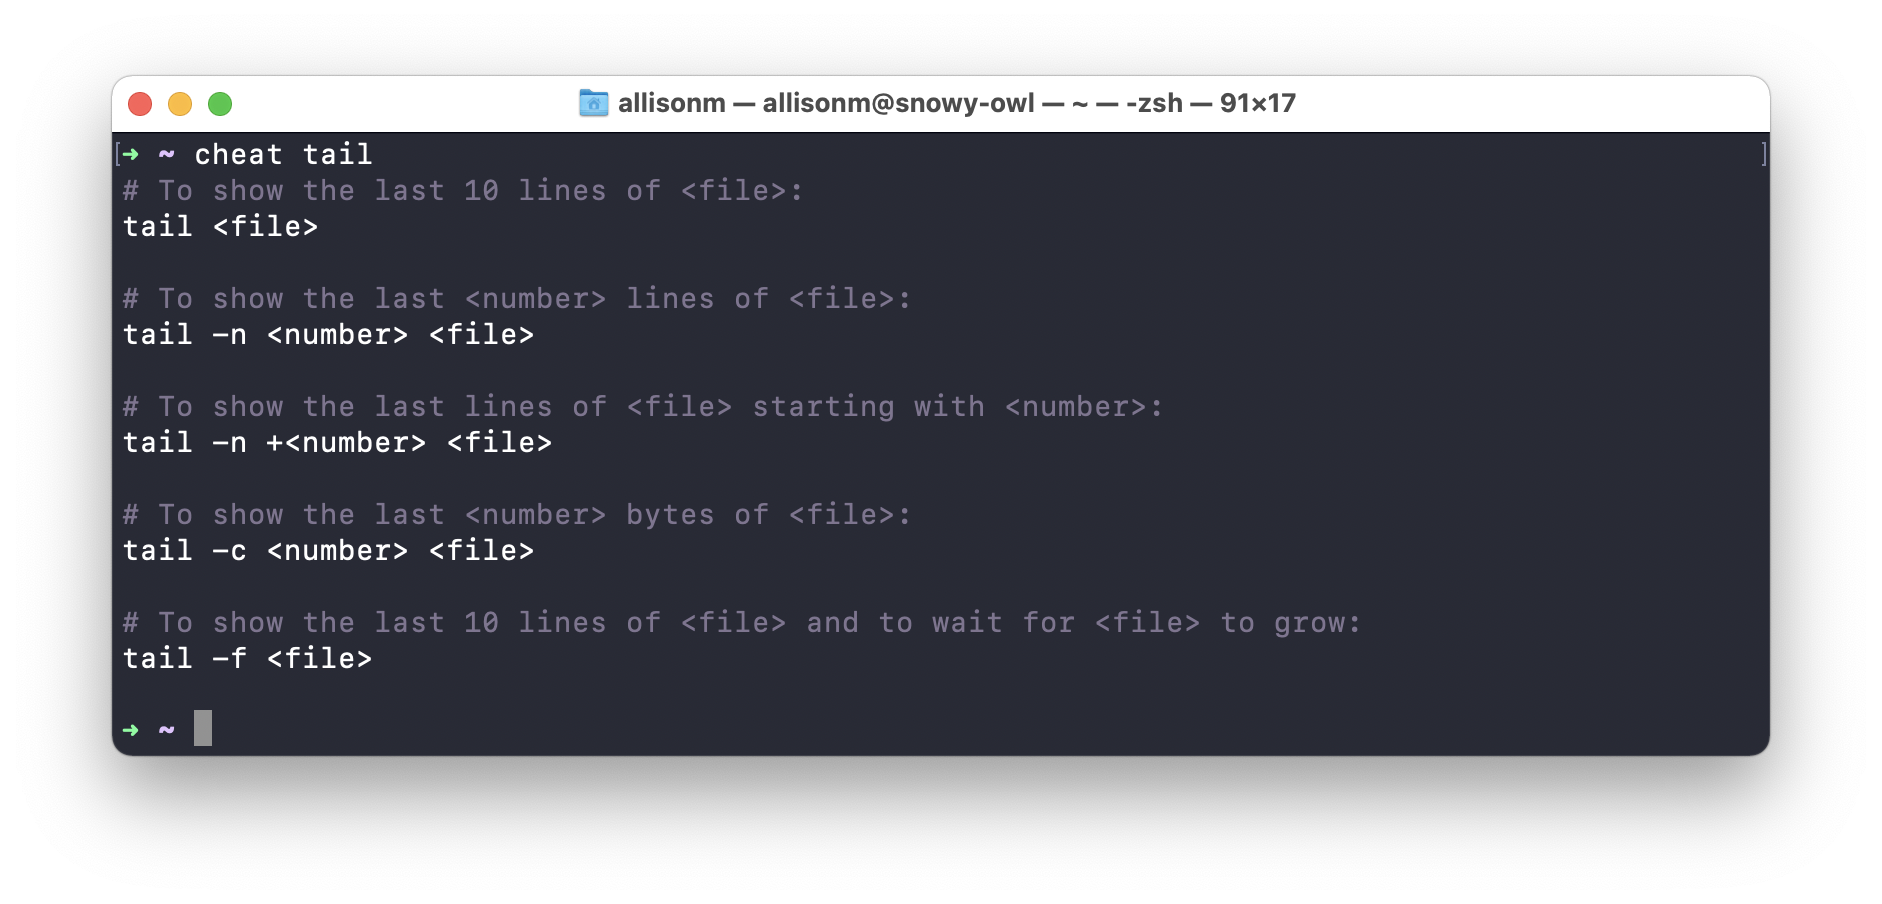 allisonm — allisonm@snowy-owl — ~ — -zsh — 91×17
[➜ ~ cheat tail ]
# To show the last 10 lines of <file>:
tail <file>
# To show the last <number> lines of <file>:
tail -n <number> <file>
# To show the last lines of <file> starting with <number>:
tail -n +<number> <file>
# To show the last <number> bytes of <file>:
tail -c <number> <file>
# To show the last 10 lines of <file> and to wait for <file> to grow:
tail -f <file>
➜ ~